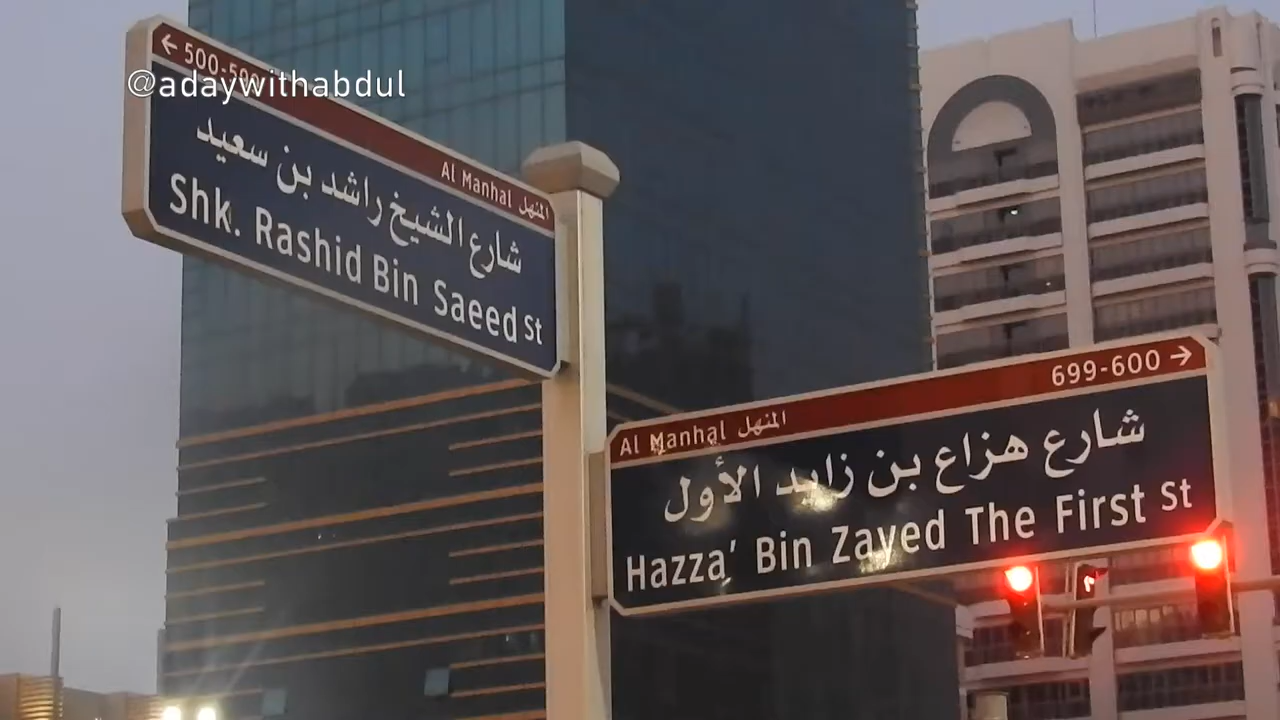 @adaywithabdul
← 500-
Al Manhal المنهل
شارع الشيخ راشد بن سعيد
Shk. Rashid Bin Saeed St
699-600 →
Al Manhal المنهل
شارع هزاع بن زايد الأول
Hazza' Bin Zayed The First St